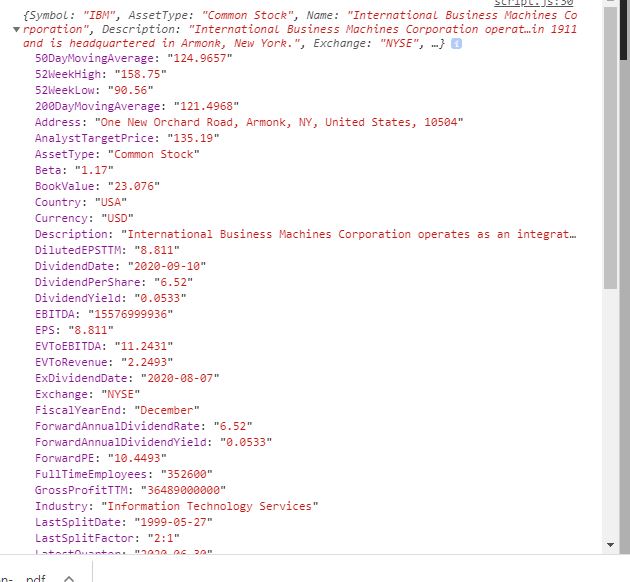 script.js:30
{Symbol: "IBM", AssetType: "Common Stock", Name: "International Business Machines Co
rporation", Description: "International Business Machines Corporation operat…in 1911
and is headquartered in Armonk, New York.", Exchange: "NYSE", …}
50DayMovingAverage: "124.9657"
52WeekHigh: "158.75"
52WeekLow: "90.56"
200DayMovingAverage: "121.4968"
Address: "One New Orchard Road, Armonk, NY, United States, 10504"
AnalystTargetPrice: "135.19"
AssetType: "Common Stock"
Beta: "1.17"
BookValue: "23.076"
Country: "USA"
Currency: "USD"
Description: "International Business Machines Corporation operates as an integrat…
DilutedEPSTTM: "8.811"
DividendDate: "2020-09-10"
DividendPerShare: "6.52"
DividendYield: "0.0533"
EBITDA: "15576999936"
EPS: "8.811"
EVToEBITDA: "11.2431"
EVToRevenue: "2.2493"
ExDividendDate: "2020-08-07"
Exchange: "NYSE"
FiscalYearEnd: "December"
ForwardAnnualDividendRate: "6.52"
ForwardAnnualDividendYield: "0.0533"
ForwardPE: "10.4493"
FullTimeEmployees: "352600"
GrossProfitTTM: "36489000000"
Industry: "Information Technology Services"
LastSplitDate: "1999-05-27"
LastSplitFactor: "2:1"
LatestQuarter: "2020-06-30"
on-....pdf